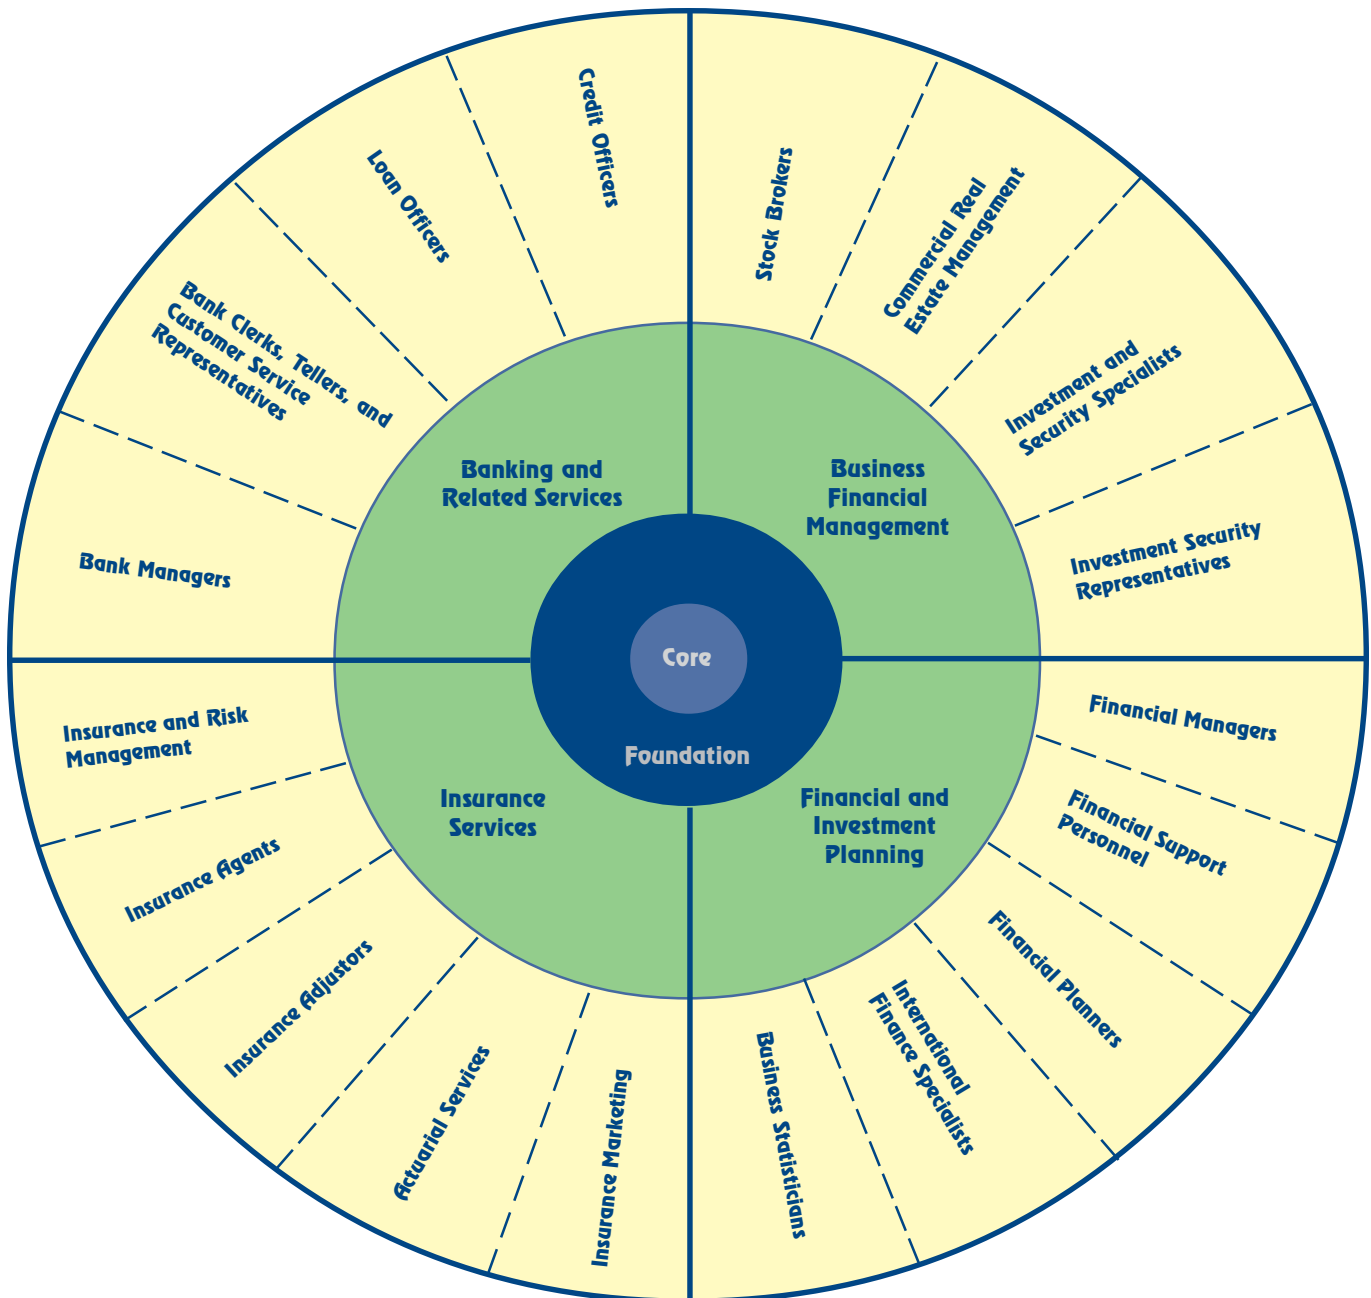 Credit Officers
Loan Officers
Bank Clerks, Tellers, and
Customer Service
Representatives
Bank Managers
Stock Brokers
Commercial Real
Estate Management
Investment and
Security Specialists
Investment Security
Representatives
Banking and
Related Services
Business
Financial
Management
Core
Foundation
Insurance
Services
Financial and
Investment
Planning
Insurance and Risk
Management
Insurance Agents
Insurance Adjustors
Actuarial Services
Insurance Marketing
Financial Managers
Financial Support
Personnel
Financial Planners
International
Finance Specialists
Business Statisticians